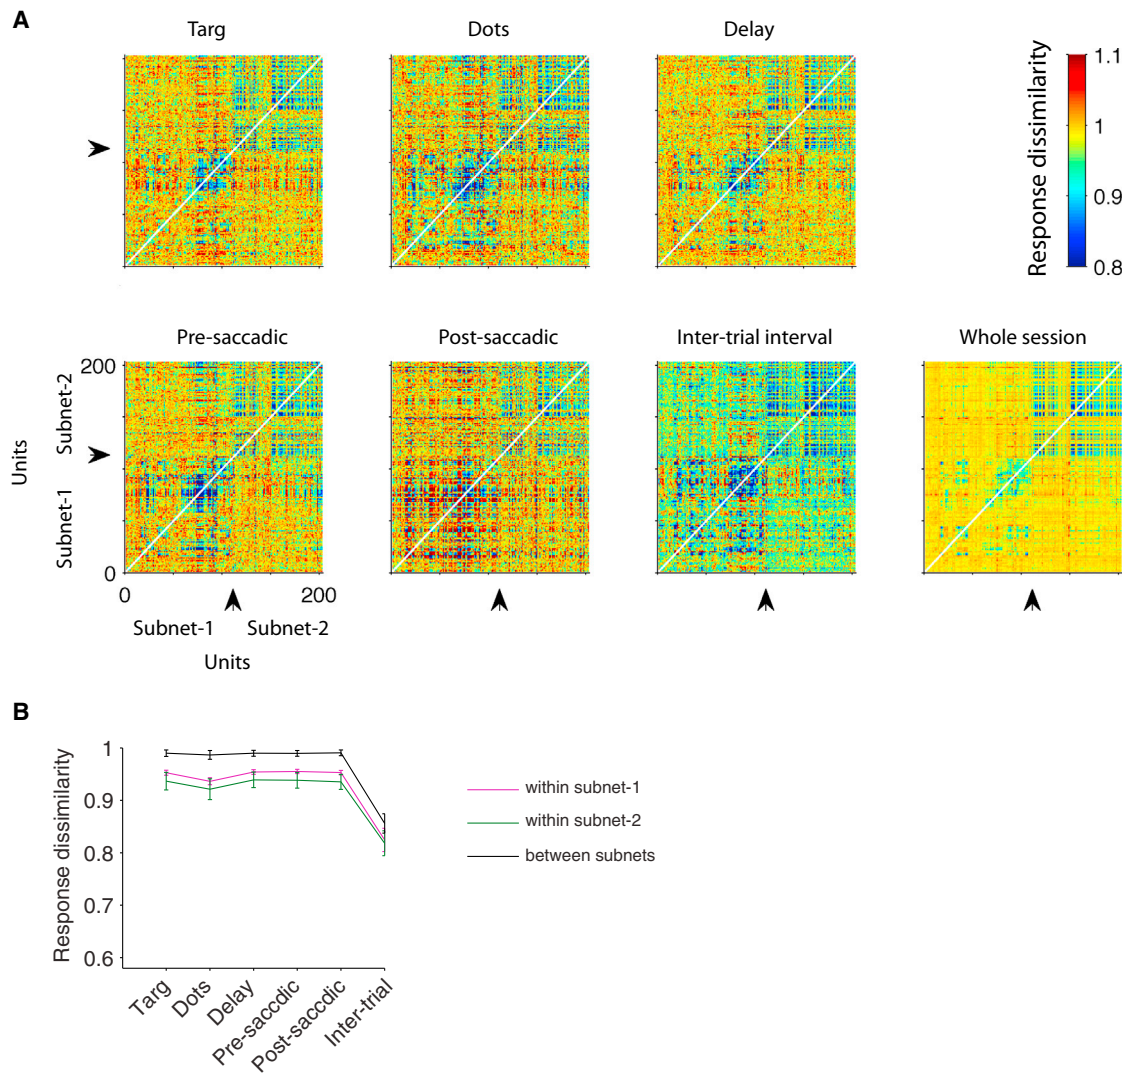 A
Targ Dots Delay
Response dissimilarity
1.1
1
0.9
0.8
Pre-saccadic Post-saccadic Inter-trial interval Whole session
Units
Subnet-1 Subnet-2
200
0
0 200
Subnet-1 Subnet-2
Units
B
Response dissimilarity
1
0.9
0.8
0.7
0.6
Targ
Dots
Delay
Pre-saccdic
Post-saccdic
Inter-trial
within subnet-1
within subnet-2
between subnets